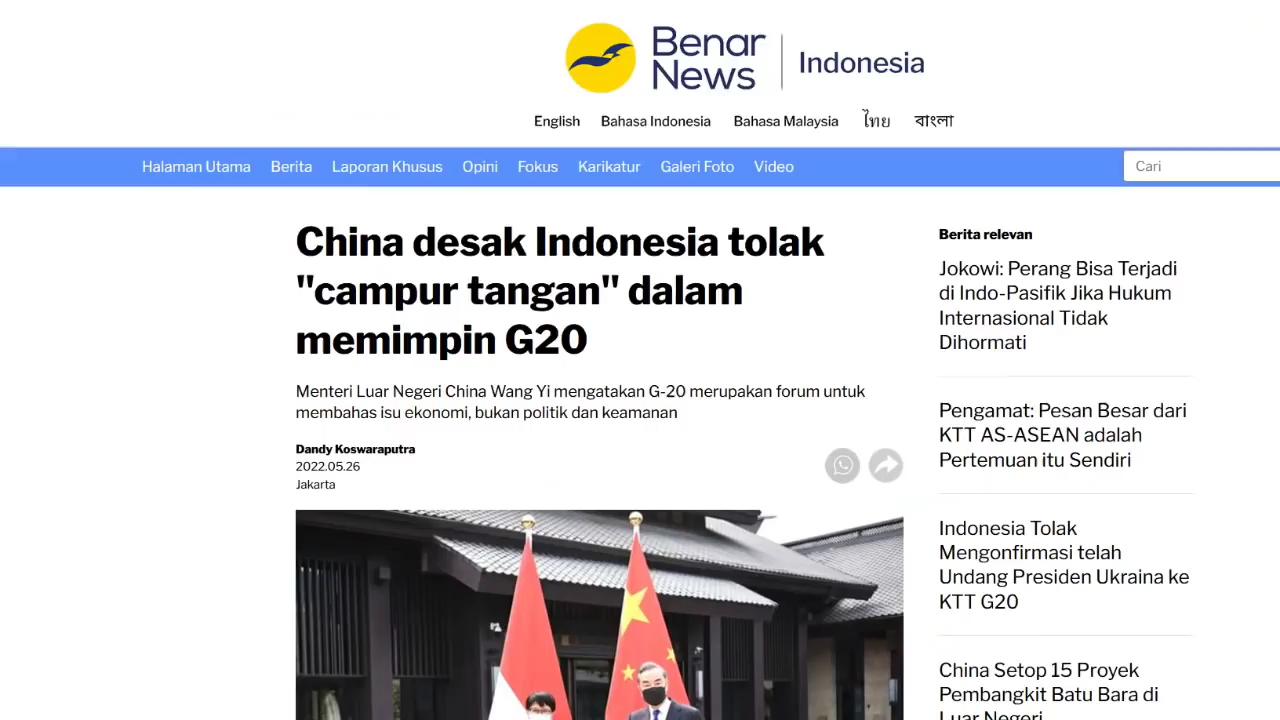 Benar
News
Indonesia
English Bahasa Indonesia Bahasa Malaysia ไทย বাংলা
Halaman Utama Berita Laporan Khusus Opini Fokus Karikatur Galeri Foto Video
Cari
China desak Indonesia tolak
"campur tangan" dalam
memimpin G20
Menteri Luar Negeri China Wang Yi mengatakan G-20 merupakan forum untuk
membahas isu ekonomi, bukan politik dan keamanan
Dandy Koswaraputra
2022.05.26
Jakarta
Berita relevan
Jokowi: Perang Bisa Terjadi
di Indo-Pasifik Jika Hukum
Internasional Tidak
Dihormati
Pengamat: Pesan Besar dari
KTT AS-ASEAN adalah
Pertemuan itu Sendiri
Indonesia Tolak
Mengonfirmasi telah
Undang Presiden Ukraina ke
KTT G20
China Setop 15 Proyek
Pembangkit Batu Bara di
Luar Negeri